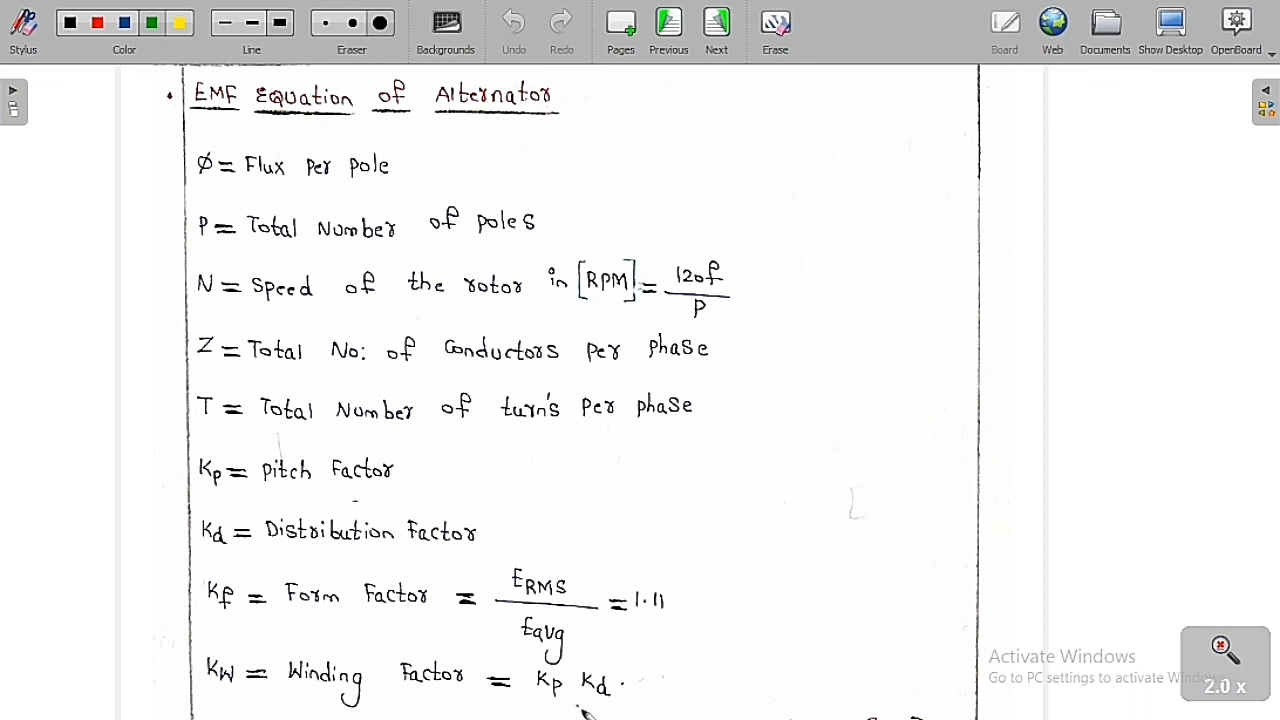 Stylus
Color
Line
Eraser
Backgrounds
Undo
Redo
Pages
Previous
Next
Erase
Board
Web
Documents
Show Desktop
OpenBoard
• EMF Equation of Alternator
Ø = Flux per pole
P = Total Number of poles
N = Speed of the rotor in [RPM] = 120f / P
Z = Total No: of Conductors per phase
T = Total Number of turn's per phase
Kp = pitch Factor
Kd = Distribution Factor
Kf = Form Factor = ERMS / Eavg = 1.11
Kw = Winding Factor = Kp Kd .
Activate Windows
Go to PC settings to activate Windows
2.0 x